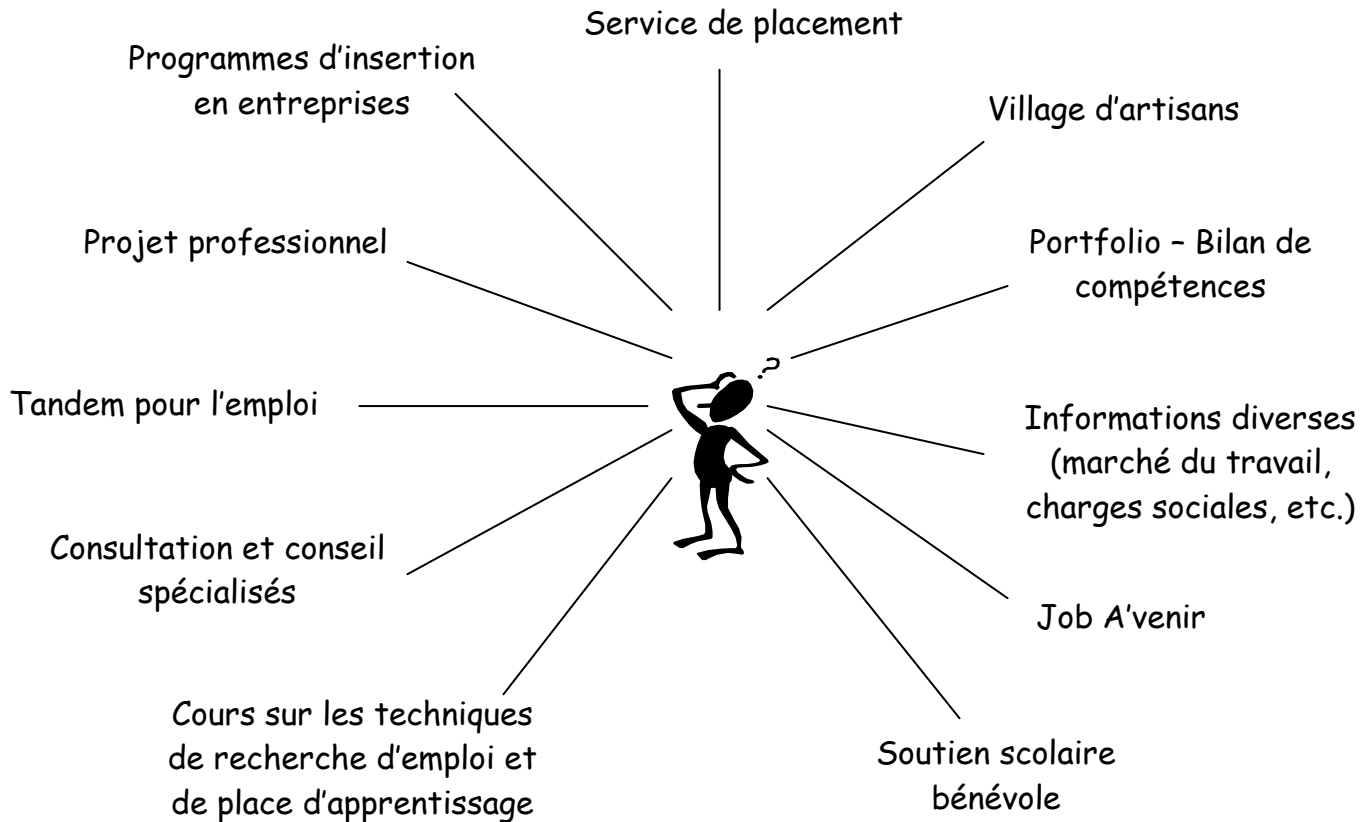 Service de placement
Programmes d'insertion
en entreprises
Village d'artisans
Projet professionnel
Portfolio – Bilan de
compétences
?
Tandem pour l'emploi
Informations diverses
(marché du travail,
charges sociales, etc.)
Consultation et conseil
spécialisés
Job A'venir
Cours sur les techniques
de recherche d'emploi et
de place d'apprentissage
Soutien scolaire
bénévole